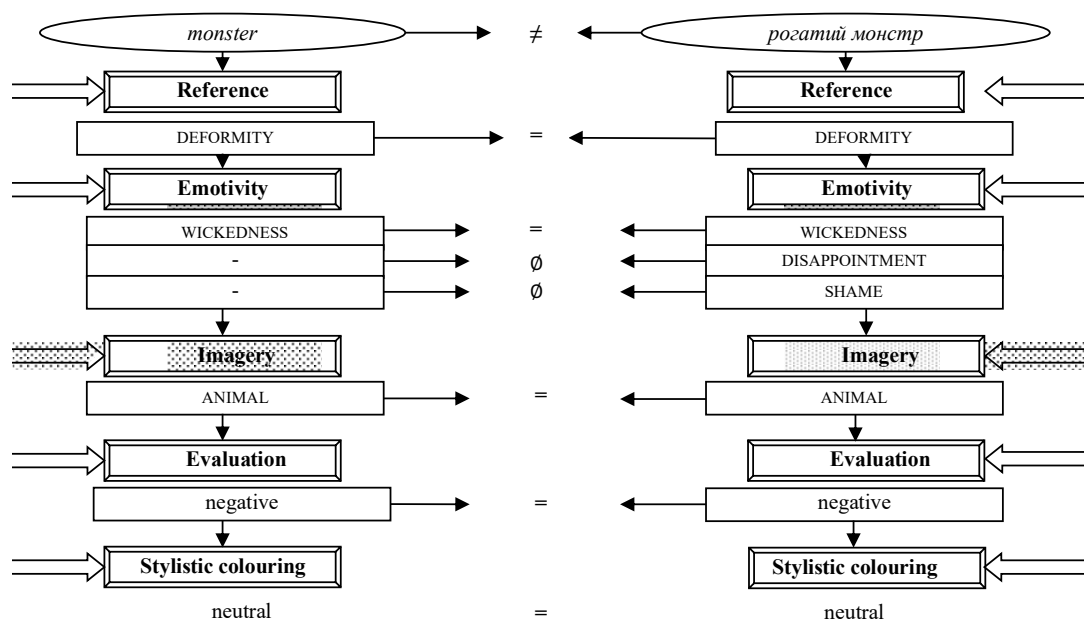 monster ≠ рогатий монстр
Reference Reference
DEFORMITY = DEFORMITY
Emotivity Emotivity
WICKEDNESS = WICKEDNESS
- Ø DISAPPOINTMENT
- Ø SHAME
Imagery Imagery
ANIMAL = ANIMAL
Evaluation Evaluation
negative = negative
Stylistic colouring Stylistic colouring
neutral = neutral